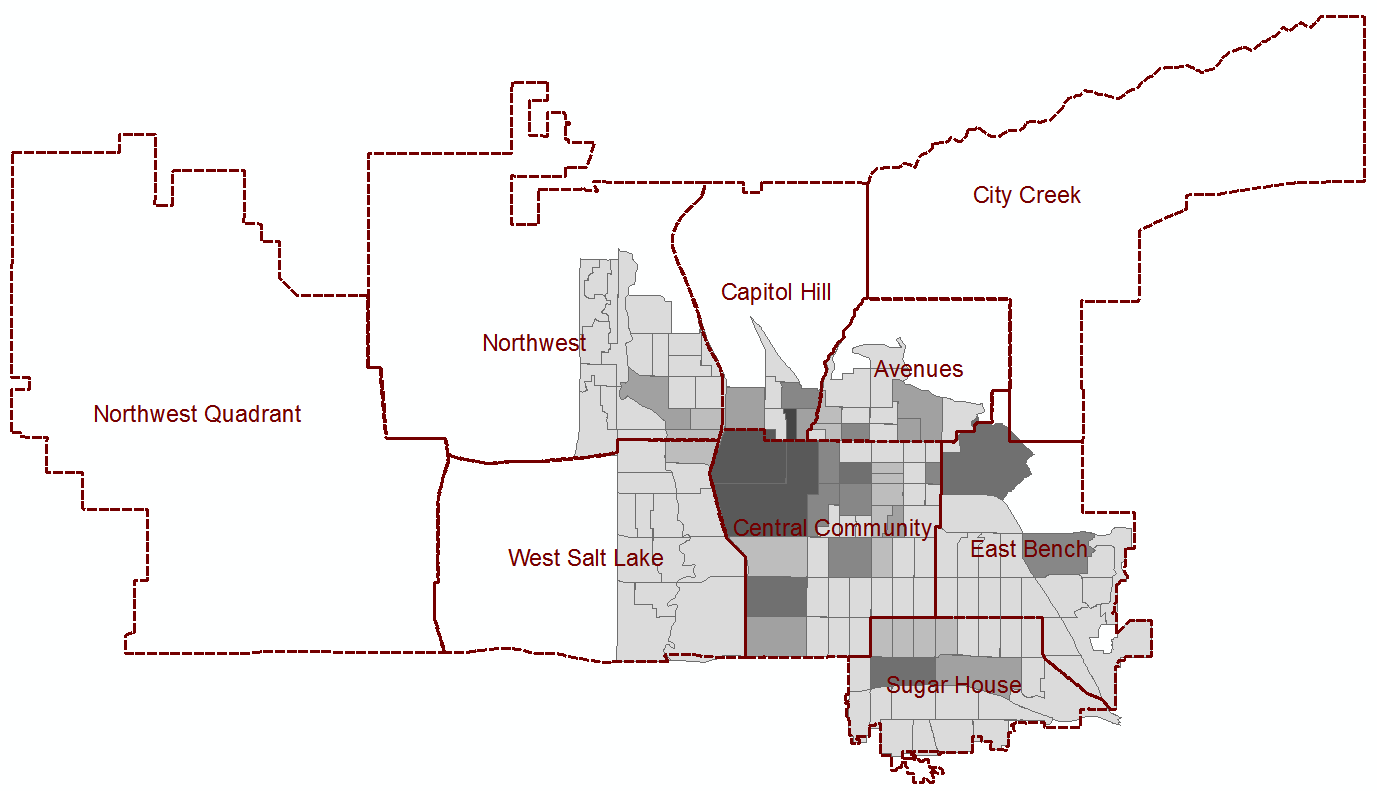 City Creek
Capitol Hill
Northwest
Avenues
Northwest Quadrant
Central Community
West Salt Lake
East Bench
Sugar House